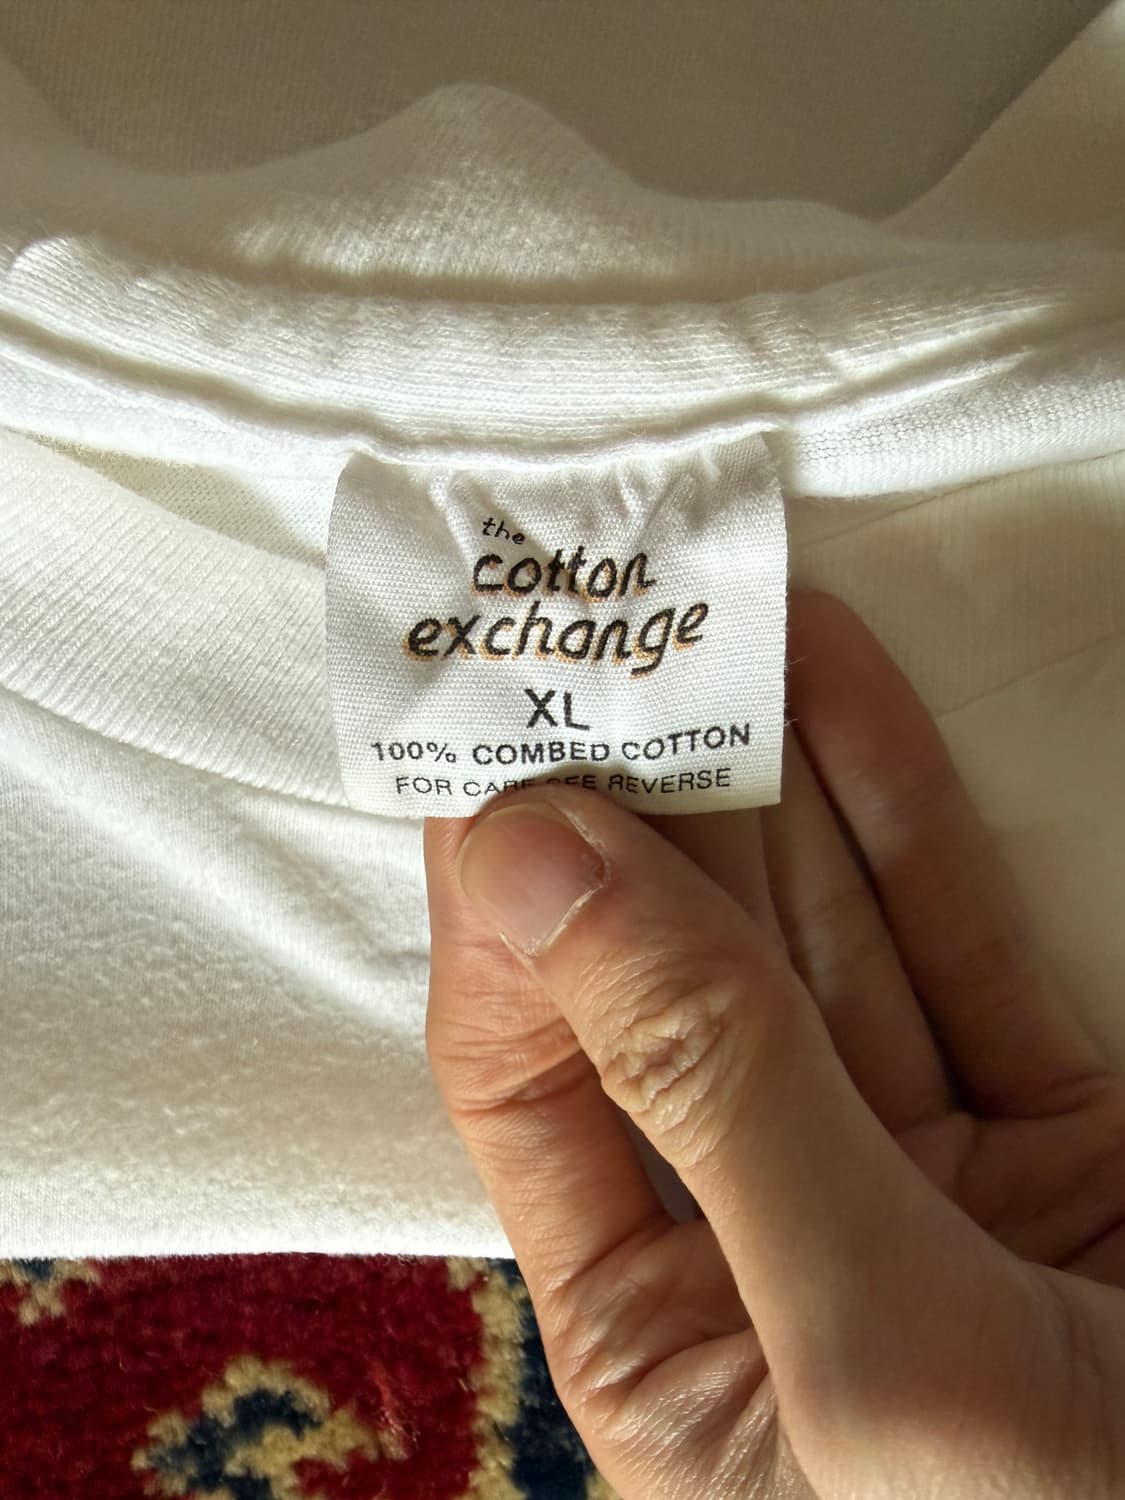 the
cotton
exchange
XL
100% COMBED COTTON
FOR CARE SEE REVERSE